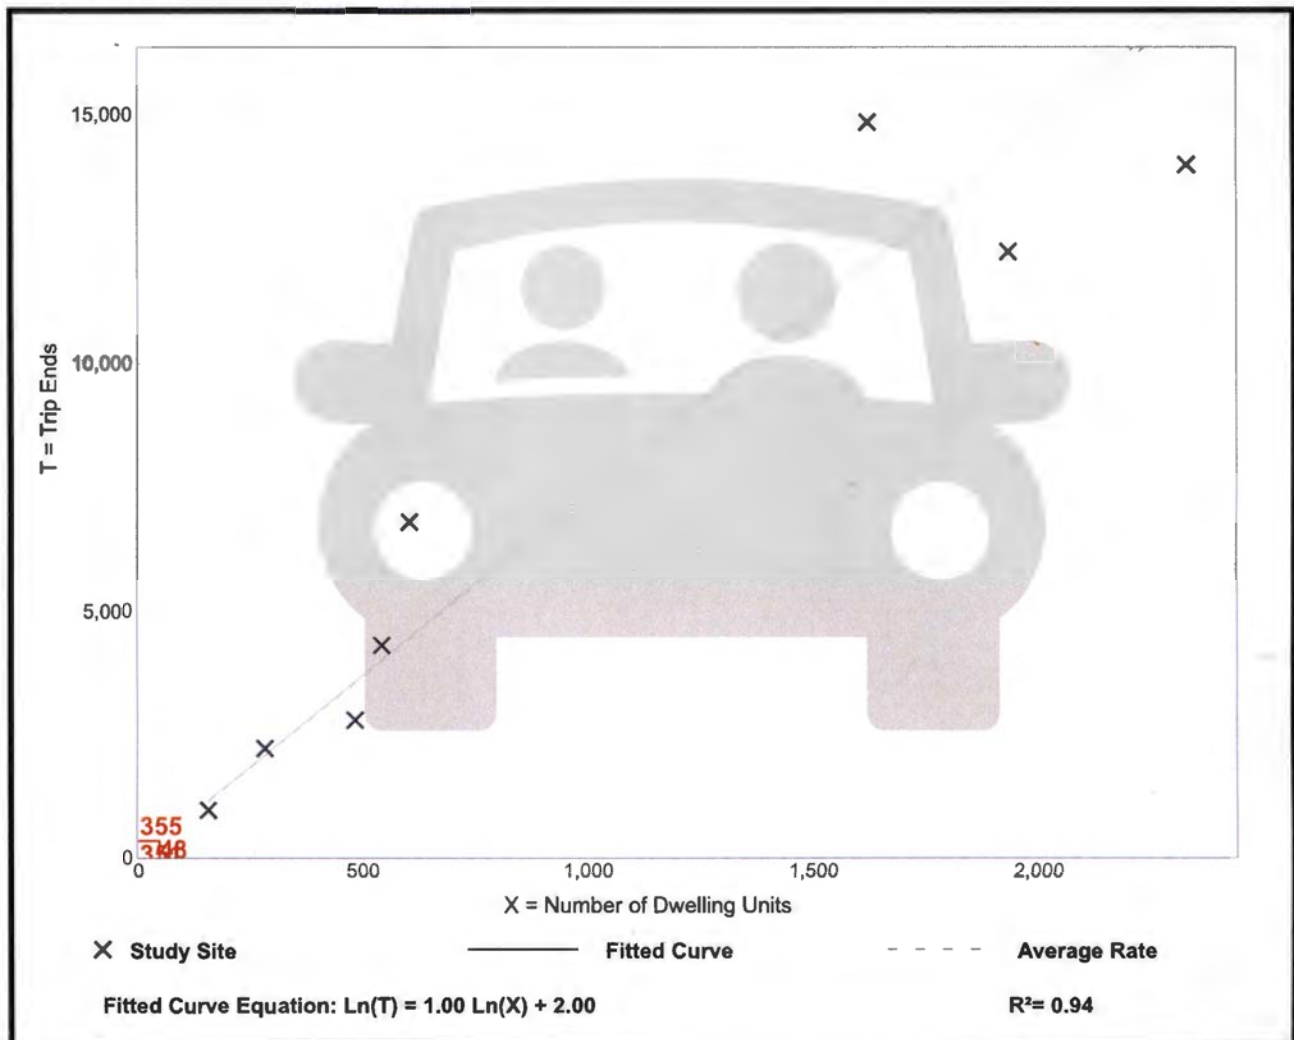 15,000
10,000
5,000
0
T = Trip Ends
355
48
0 500 1,000 1,500 2,000
X = Number of Dwelling Units
Study Site Fitted Curve Average Rate
Fitted Curve Equation: Ln(T) = 1.00 Ln(X) + 2.00 R²= 0.94